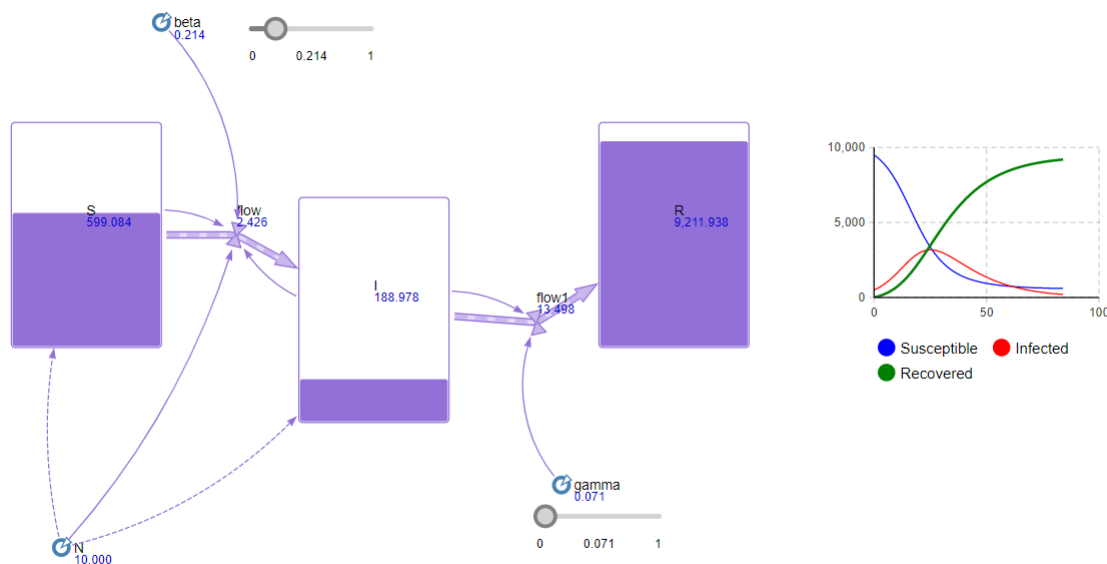 beta
0.214
0 0.214 1
S
599.084
flow
2.426
I
188.978
flow1
13.498
R
9,211.938
gamma
0.071
0 0.071 1
N
10.000
10,000
5,000
0
0 50 100
Susceptible Infected
Recovered